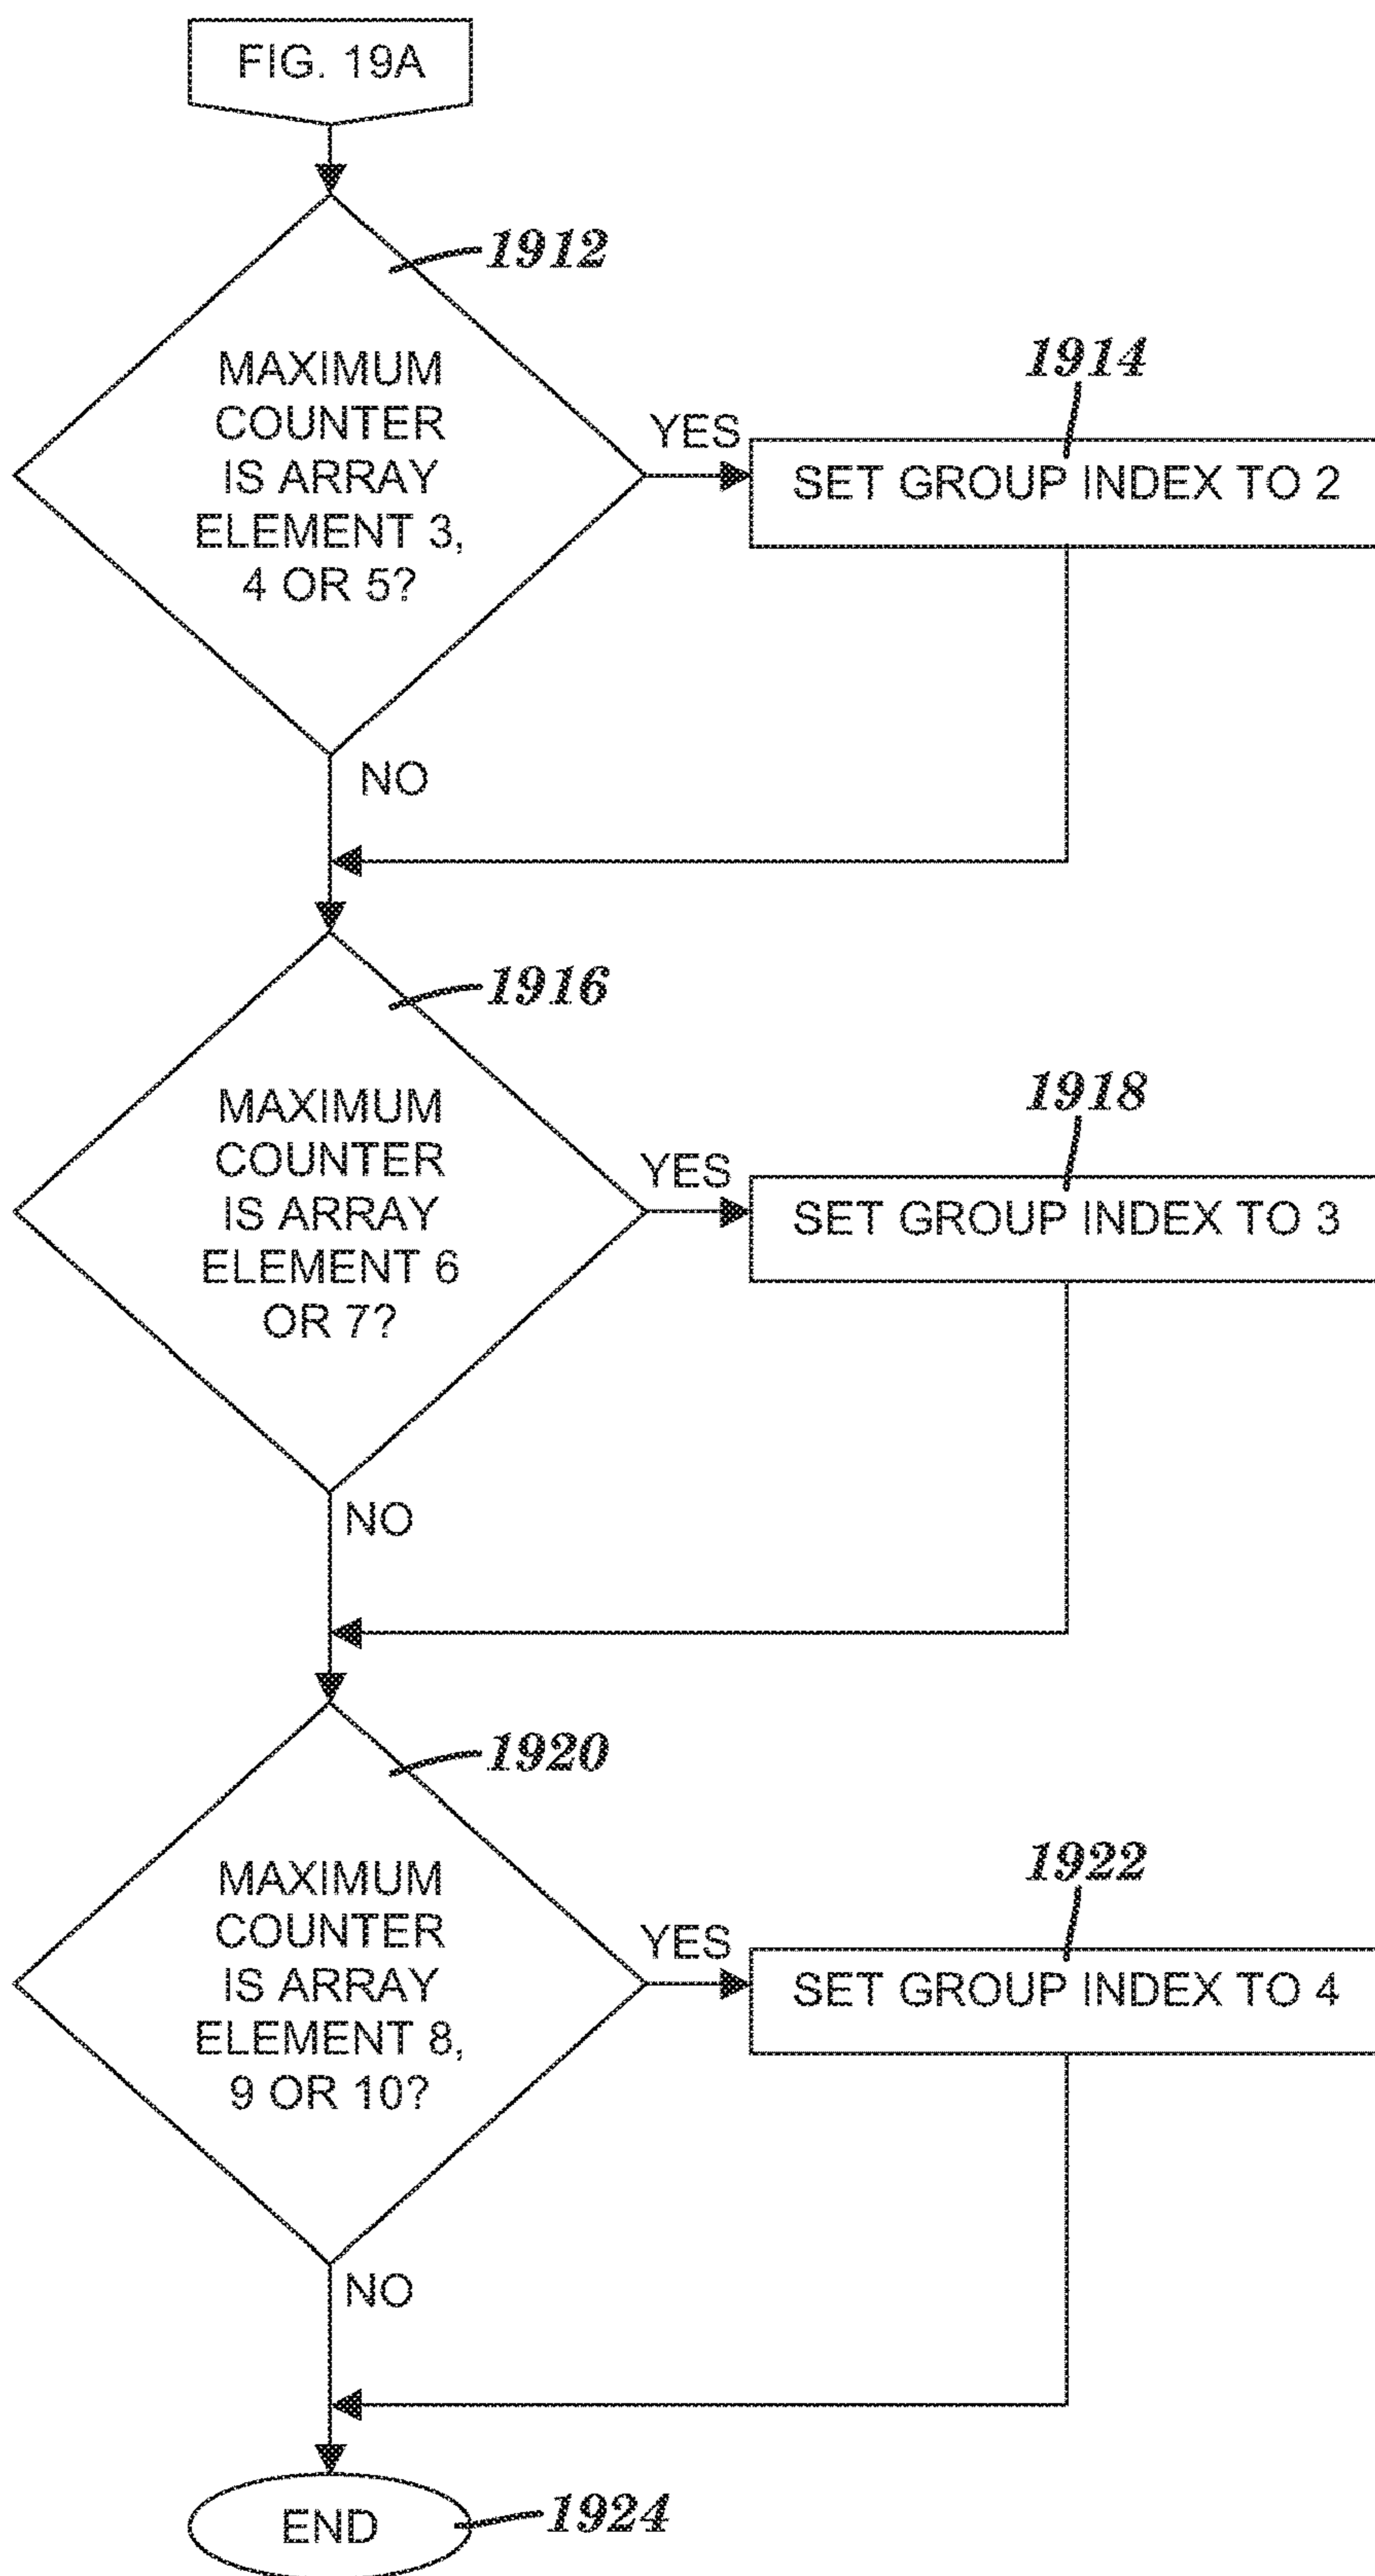 FIG. 19A
1912
MAXIMUM
COUNTER
IS ARRAY
ELEMENT 3,
4 OR 5?
YES
1914
SET GROUP INDEX TO 2
NO
1916
MAXIMUM
COUNTER
IS ARRAY
ELEMENT 6
OR 7?
YES
1918
SET GROUP INDEX TO 3
NO
1920
MAXIMUM
COUNTER
IS ARRAY
ELEMENT 8,
9 OR 10?
YES
1922
SET GROUP INDEX TO 4
NO
END
1924